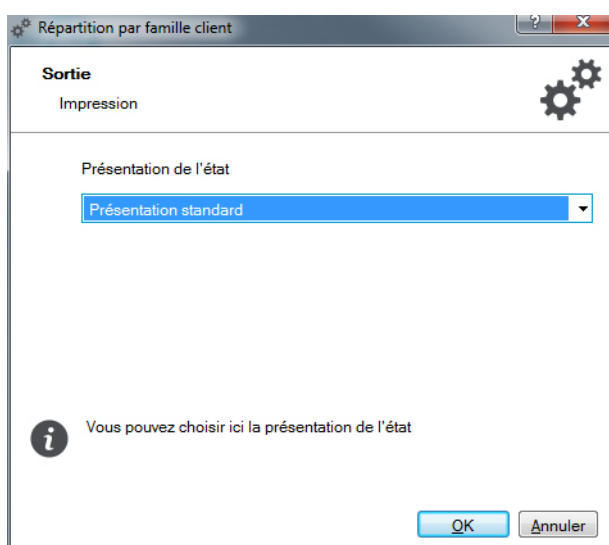 Répartition par famille client
?
X
Sortie
Impression
Présentation de l'état
Présentation standard
i
Vous pouvez choisir ici la présentation de l'état
OK
Annuler